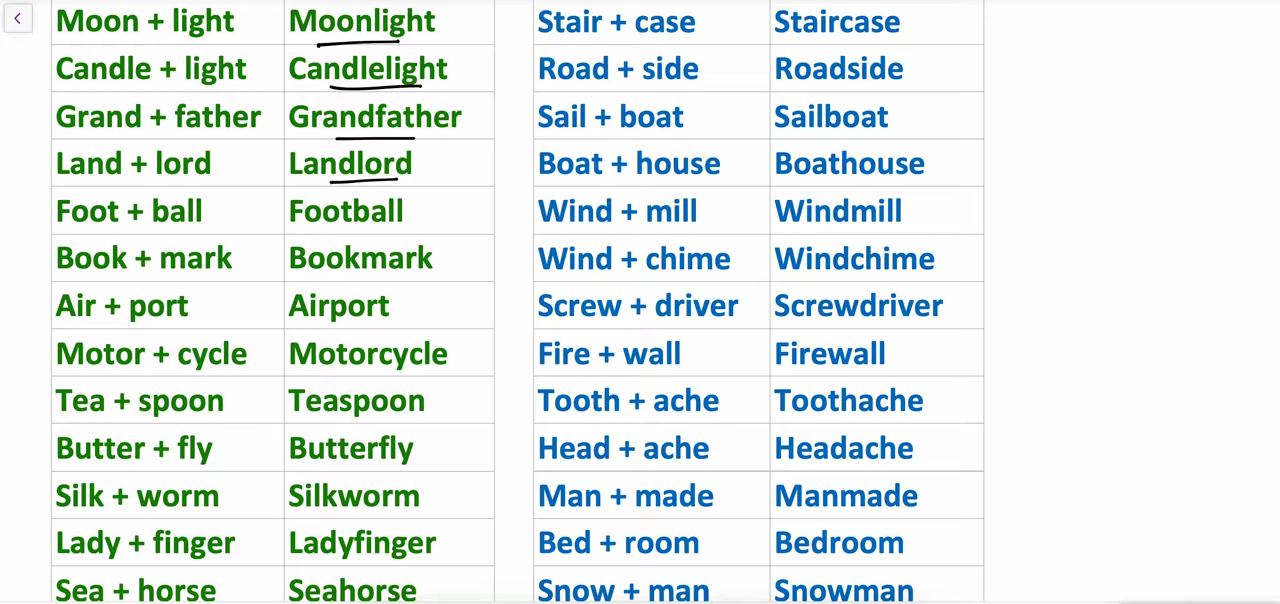 Moon + light Moonlight Stair + case Staircase
Candle + light Candlelight Road + side Roadside
Grand + father Grandfather Sail + boat Sailboat
Land + lord Landlord Boat + house Boathouse
Foot + ball Football Wind + mill Windmill
Book + mark Bookmark Wind + chime Windchime
Air + port Airport Screw + driver Screwdriver
Motor + cycle Motorcycle Fire + wall Firewall
Tea + spoon Teaspoon Tooth + ache Toothache
Butter + fly Butterfly Head + ache Headache
Silk + worm Silkworm Man + made Manmade
Lady + finger Ladyfinger Bed + room Bedroom
Sea + horse Seahorse Snow + man Snowman